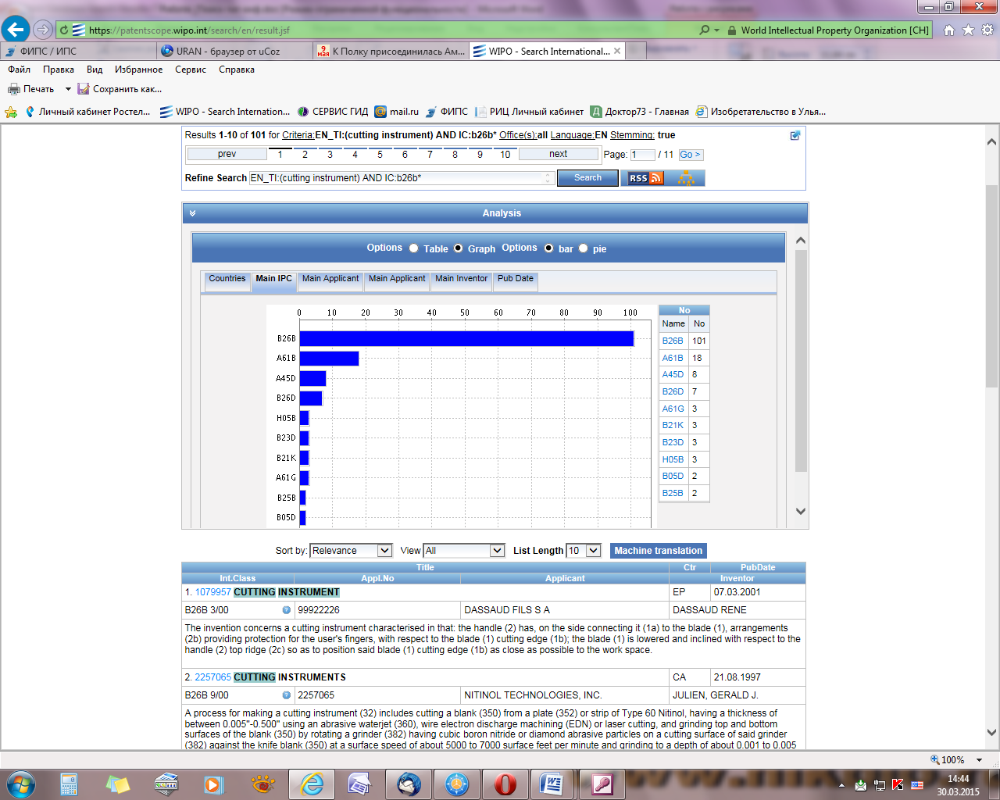 https://patentscope.wipo.int/search/en/result.jsf World Intellectual Property Organization [CH]
ФИПС / ИПС URAN - браузер от uCoz 9 мая К Полку присоединилась Ам... WIPO - Search International...
Файл Правка Вид Избранное Сервис Справка
Печать Сохранить как...
Личный кабинет Ростел... WIPO - Search Internation... СЕРВИС ГИД mail.ru ФИПС РИЦ Личный кабинет Доктор73 - Главная Изобретательство в Улья...
Results 1-10 of 101 for Criteria:EN_TI:(cutting instrument) AND IC:b26b* Office(s):all Language:EN Stemming: true
prev 1 2 3 4 5 6 7 8 9 10 next Page: 1 / 11 Go >
Refine Search EN_TI:(cutting instrument) AND IC:b26b* Search RSS
Analysis
Options Table Graph Options bar pie
Countries Main IPC Main Applicant Main Applicant Main Inventor Pub Date
0 10 20 30 40 50 60 70 80 90 100
B26B
A61B
A45D
B26D
H05B
B23D
B21K
A61G
B25B
B05D
No
Name No
B26B 101
A61B 18
A45D 8
B26D 7
A61G 3
B21K 3
B23D 3
H05B 3
B05D 2
B25B 2
Sort by: Relevance View All List Length 10 Machine translation
Title Ctr PubDate
Int.Class Appl.No Applicant Inventor
1. 1079957 CUTTING INSTRUMENT EP 07.03.2001
B26B 3/00 99922226 DASSAUD FILS S A DASSAUD RENE
The invention concerns a cutting instrument characterised in that: the handle (2) has, on the side connecting it (1a) to the blade (1), arrangements
(2b) providing protection for the user's fingers, with respect to the blade (1) cutting edge (1b); the blade (1) is lowered and inclined with respect to the
handle (2) top ridge (2c) so as to position said blade (1) cutting edge (1b) as close as possible to the work space.
2. 2257065 CUTTING INSTRUMENTS CA 21.08.1997
B26B 9/00 2257065 NITINOL TECHNOLOGIES, INC. JULIEN, GERALD J.
A process for making a cutting instrument (32) includes cutting a blank (350) from a plate (352) or strip of Type 60 Nitinol, having a thickness of
between 0.005"-0.500" using an abrasive waterjet (360), wire electron discharge machining (EDN) or laser cutting, and grinding top and bottom
surfaces of the blank (350) by rotating a grinder (382) having cubic boron nitride or diamond abrasive particles on a cutting surface of said grinder
(382) against the knife blank (350) at a surface speed of about 5000 to 7000 surface feet per minute and grinding to a depth of about 0.001 to 0.005
100%
14:44
30.03.2015